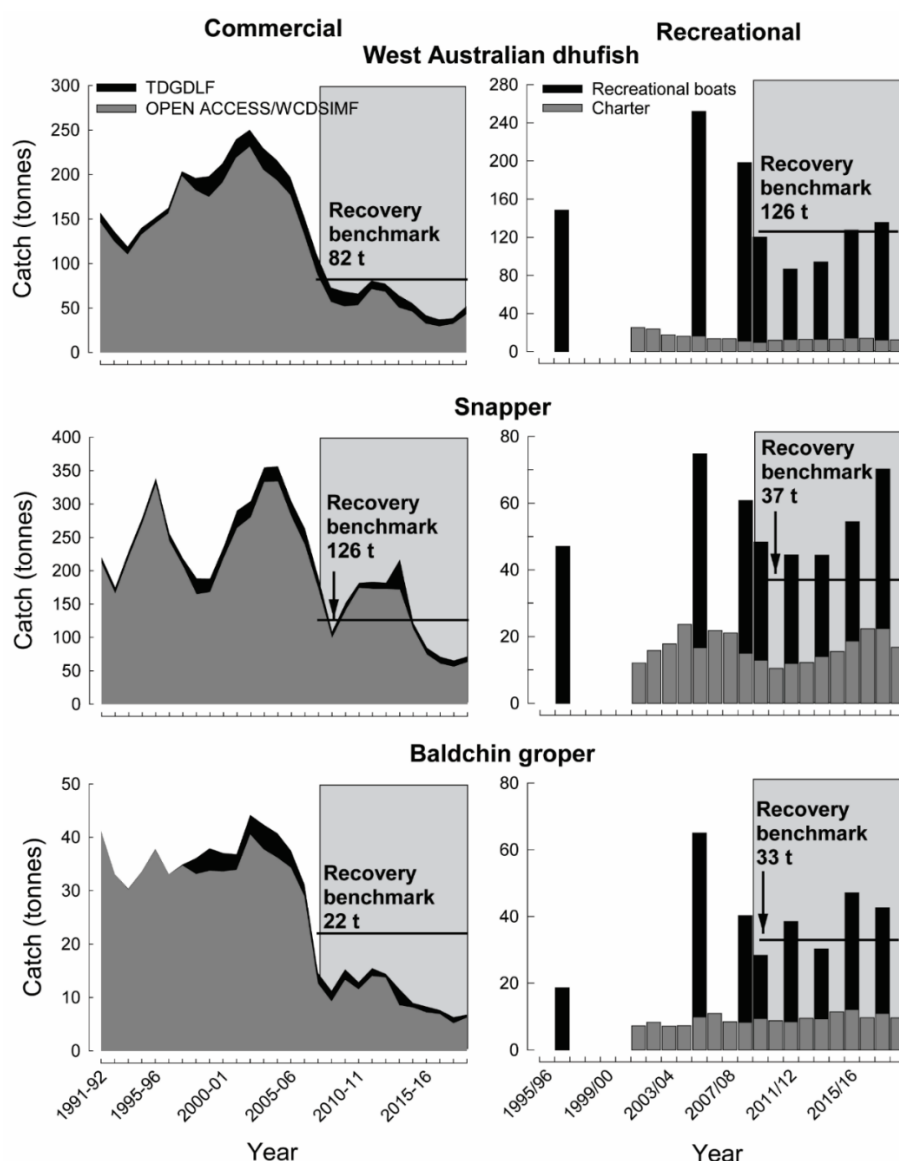 Commercial
Recreational
West Australian dhufish
Catch (tonnes)
300
250
200
150
100
50
0
TDGDLF
OPEN ACCESS/WCDSIMF
Recovery
benchmark
82 t
280
240
200
160
120
80
40
0
Recreational boats
Charter
Recovery
benchmark
126 t
Snapper
Catch (tonnes)
400
350
300
250
200
150
100
50
0
Recovery
benchmark
126 t
80
60
40
20
0
Recovery
benchmark
37 t
Baldchin groper
Catch (tonnes)
50
40
30
20
10
0
Recovery
benchmark
22 t
1991-92
1995-96
2000-01
2005-06
2010-11
2015-16
Year
80
60
40
20
0
Recovery
benchmark
33 t
1995/96
1999/00
2003/04
2007/08
2011/12
2015/16
Year